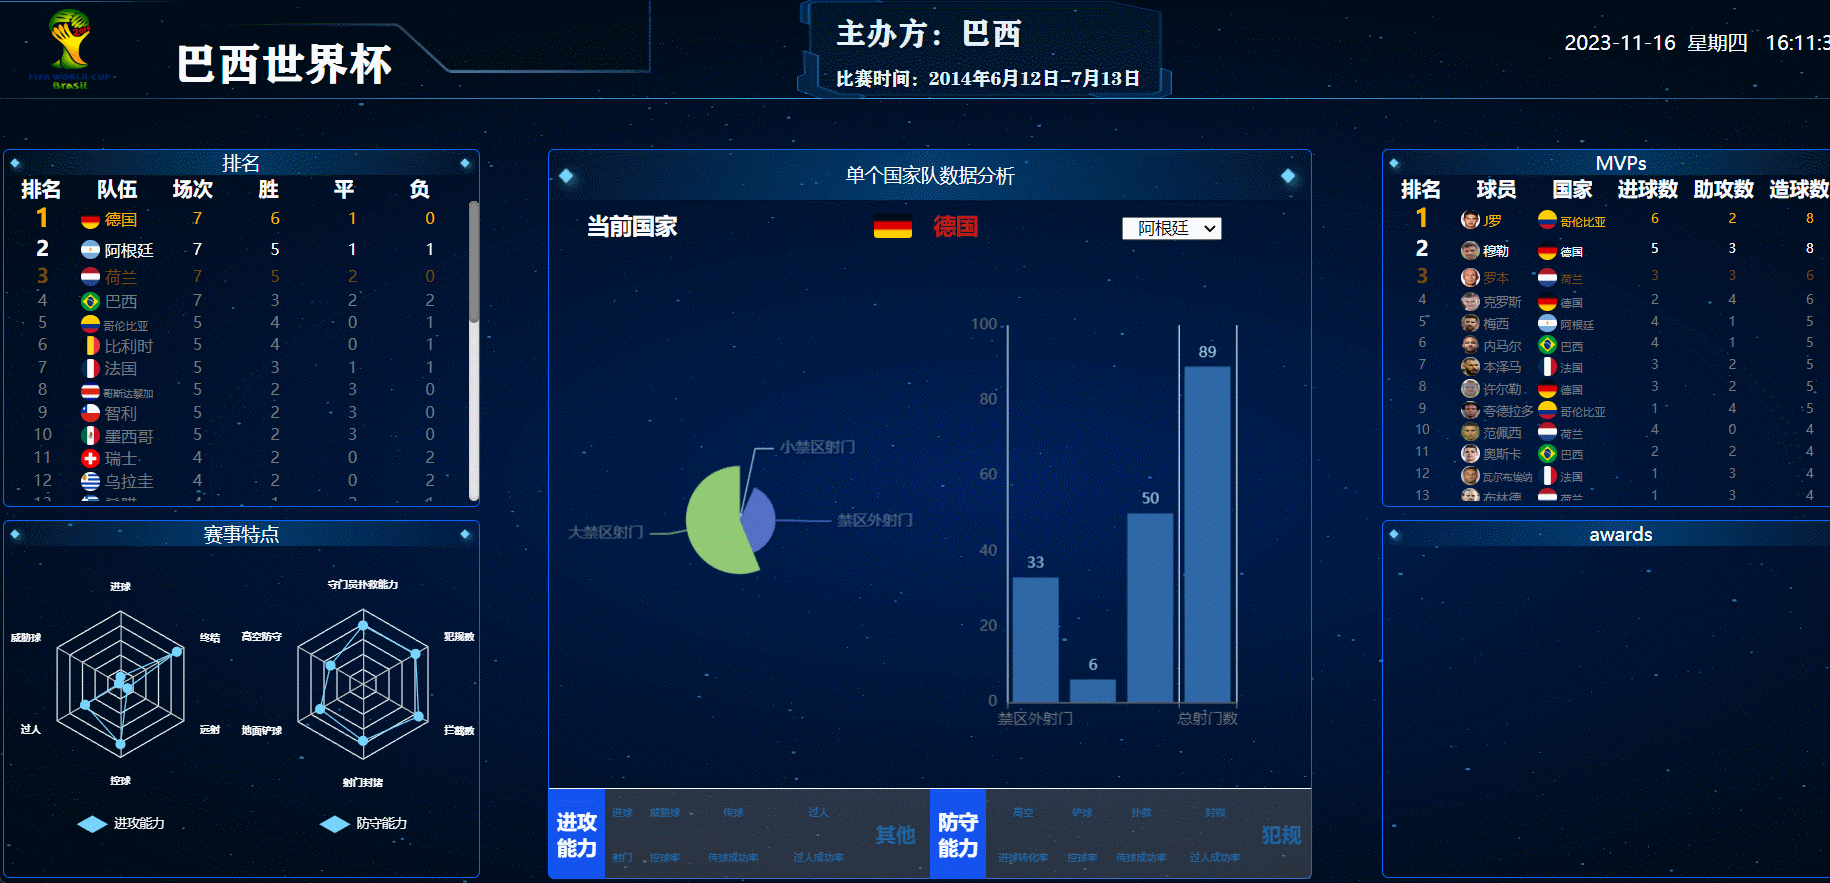 FIFA WORLD CUP
Brasil
巴西世界杯
主办方：巴西
比赛时间：2014年6月12日-7月13日
2023-11-16 星期四 16:11:3
排名
排名 队伍 场次 胜 平 负
1 德国 7 6 1 0
2 阿根廷 7 5 1 1
3 荷兰 7 5 2 0
4 巴西 7 3 2 2
5 哥伦比亚 5 4 0 1
6 比利时 5 4 0 1
7 法国 5 3 1 1
8 哥斯达黎加 5 2 3 0
9 智利 5 2 3 0
10 墨西哥 5 2 3 0
11 瑞士 4 2 0 2
12 乌拉圭 4 2 0 2
赛事特点
进球
威胁球
终结
过人
远射
控球
进攻能力
守门员扑救能力
高空防守
犯规数
地面铲球
拦截数
射门封堵
防守能力
单个国家队数据分析
当前国家 德国 阿根廷
小禁区射门
大禁区射门
禁区外射门
100
80
60
40
20
0
33
6
50
89
禁区外射门
总射门数
进攻
能力
进球 威胁球 传球 过人
射门 控球率 传球成功率 过人成功率
其他
防守
能力
高空 铲球 扑救 封锁
进球转化率 控球率 传球成功率 过人成功率
犯规
MVPs
排名 球员 国家 进球数 助攻数 造球数
1 J罗 哥伦比亚 6 2 8
2 穆勒 德国 5 3 8
3 罗本 荷兰 3 3 6
4 克罗斯 德国 2 4 6
5 梅西 阿根廷 4 1 5
6 内马尔 巴西 4 1 5
7 本泽马 法国 3 2 5
8 许尔勒 德国 3 2 5
9 夸德拉多 哥伦比亚 1 4 5
10 范佩西 荷兰 4 0 4
11 奥斯卡 巴西 2 2 4
12 瓦尔布埃纳 法国 1 3 4
13 布林德 荷兰 1 3 4
awards